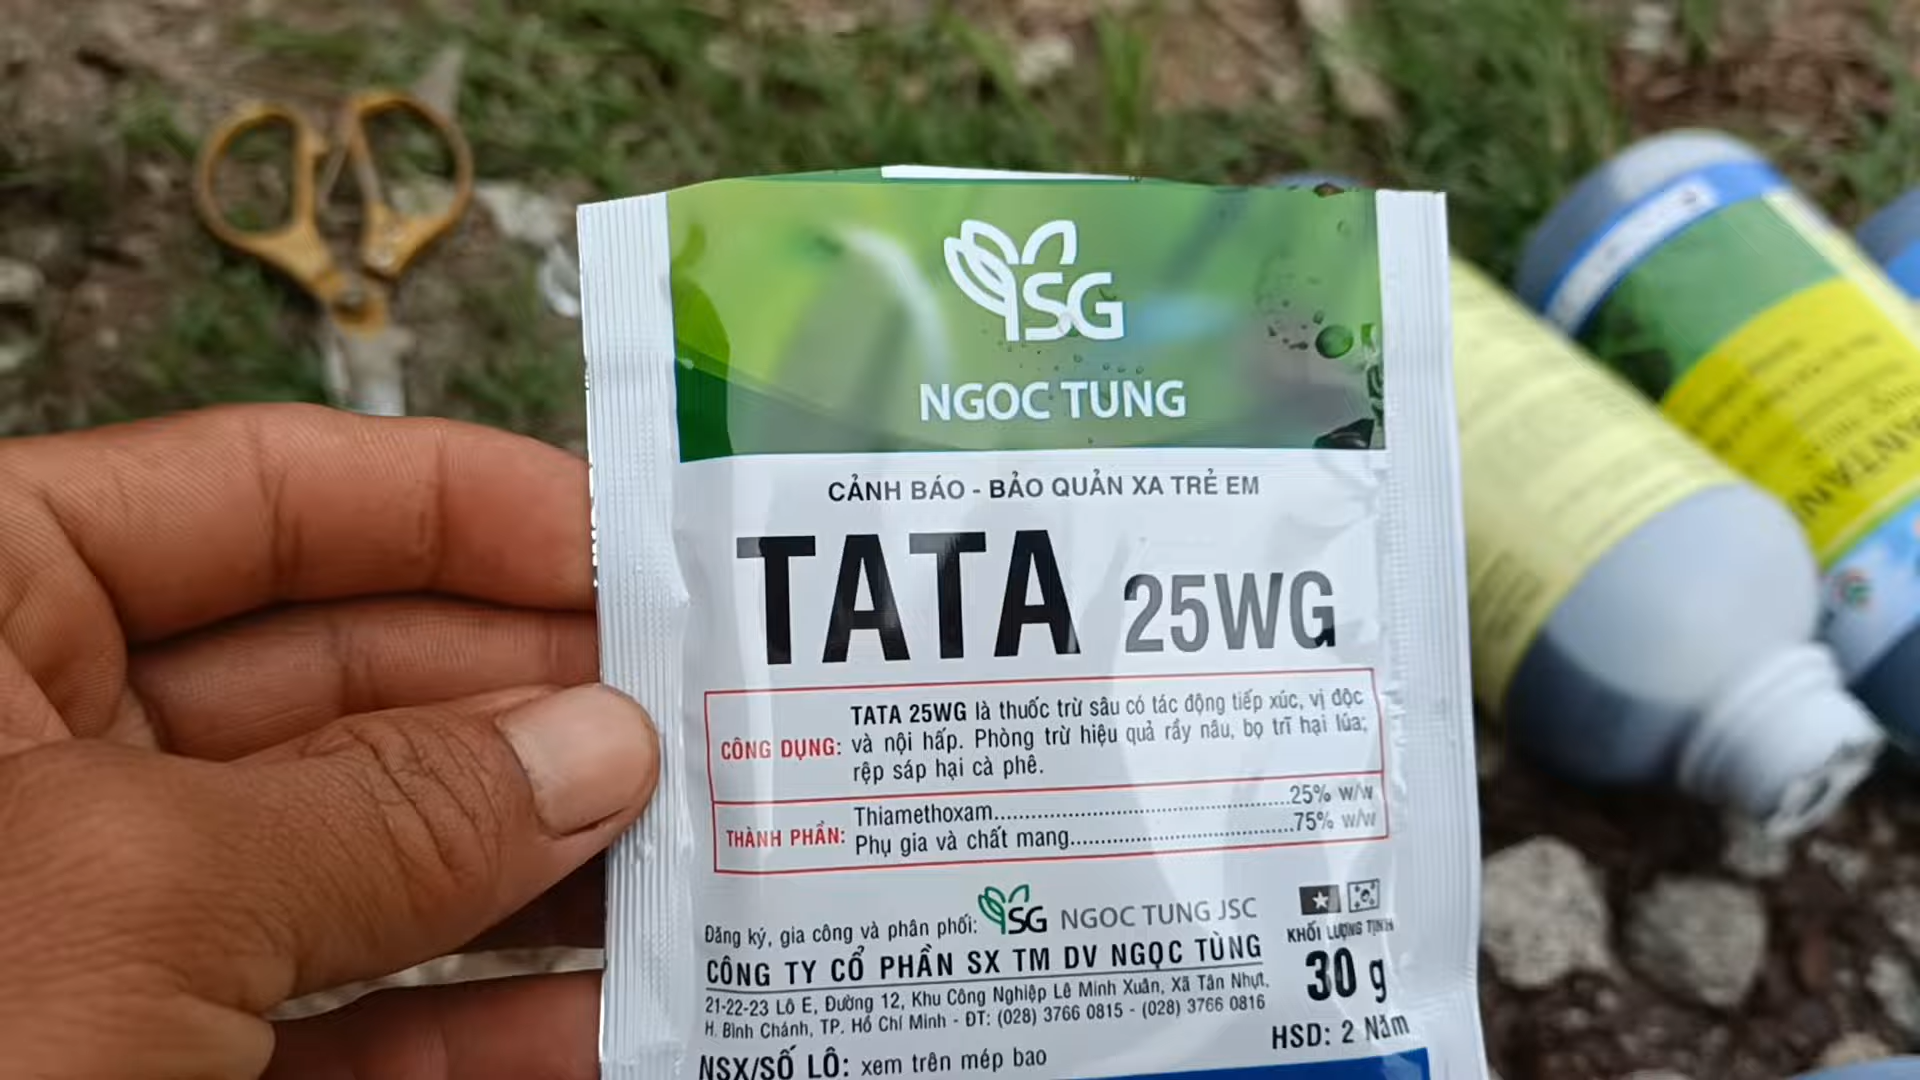 SG
NGOC TUNG
CẢNH BÁO - BẢO QUẢN XA TRẺ EM
TATA 25WG
CÔNG DỤNG: TATA 25WG là thuốc trừ sâu có tác động tiếp xúc, vị độc
và nội hấp. Phòng trừ hiệu quả rầy nâu, bọ trĩ hại lúa;
rệp sáp hại cà phê.
THÀNH PHẦN: Thiamethoxam..............................25% w/w
Phụ gia và chất mang..............................75% w/w
Đăng ký, gia công và phân phối: SG NGOC TUNG JSC
CÔNG TY CỔ PHẦN SX TM DV NGỌC TÙNG
21-22-23 Lô E, Đường 12, Khu Công Nghiệp Lê Minh Xuân, Xã Tân Nhựt,
H. Bình Chánh, TP. Hồ Chí Minh - ĐT: (028) 3766 0815 - (028) 3766 0816
KHỐI LƯỢNG TỊNH
30 g
HSD: 2 Năm
NSX/SỐ LÔ: xem trên mép bao